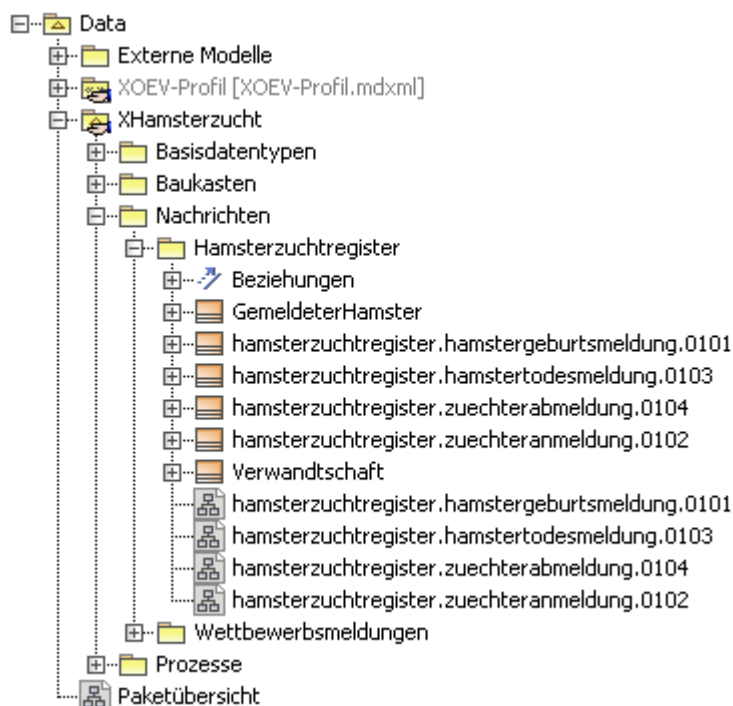 Data
Externe Modelle
XOEV-Profil [XOEV-Profil.mdxml]
XHamsterzucht
Basisdatentypen
Baukasten
Nachrichten
Hamsterzuchtregister
Beziehungen
GemeldeterHamster
hamsterzuchtregister.hamstergeburtsmeldung.0101
hamsterzuchtregister.hamstertodesmeldung.0103
hamsterzuchtregister.zuechterabmeldung.0104
hamsterzuchtregister.zuechteranmeldung.0102
Verwandtschaft
hamsterzuchtregister.hamstergeburtsmeldung.0101
hamsterzuchtregister.hamstertodesmeldung.0103
hamsterzuchtregister.zuechterabmeldung.0104
hamsterzuchtregister.zuechteranmeldung.0102
Wettbewerbsmeldungen
Prozesse
Paketübersicht